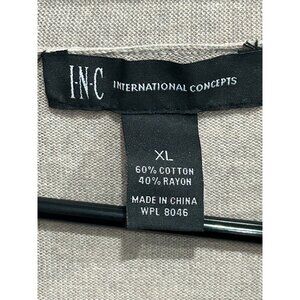 I·N·C INTERNATIONAL CONCEPTS
XL
60% COTTON
40% RAYON
MADE IN CHINA
WPL 8046